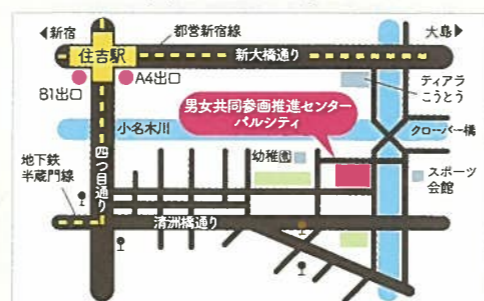 ◀新宿
都営新宿線
大島▶
新大橋通り
住吉駅
A4出口
B1出口
ティアラ
こうとう
男女共同参画推進センター
パルシティ
小名木川
クローバー橋
四つ目通り
幼稚園
地下鉄
半蔵門線
スポーツ
会館
清洲橋通り